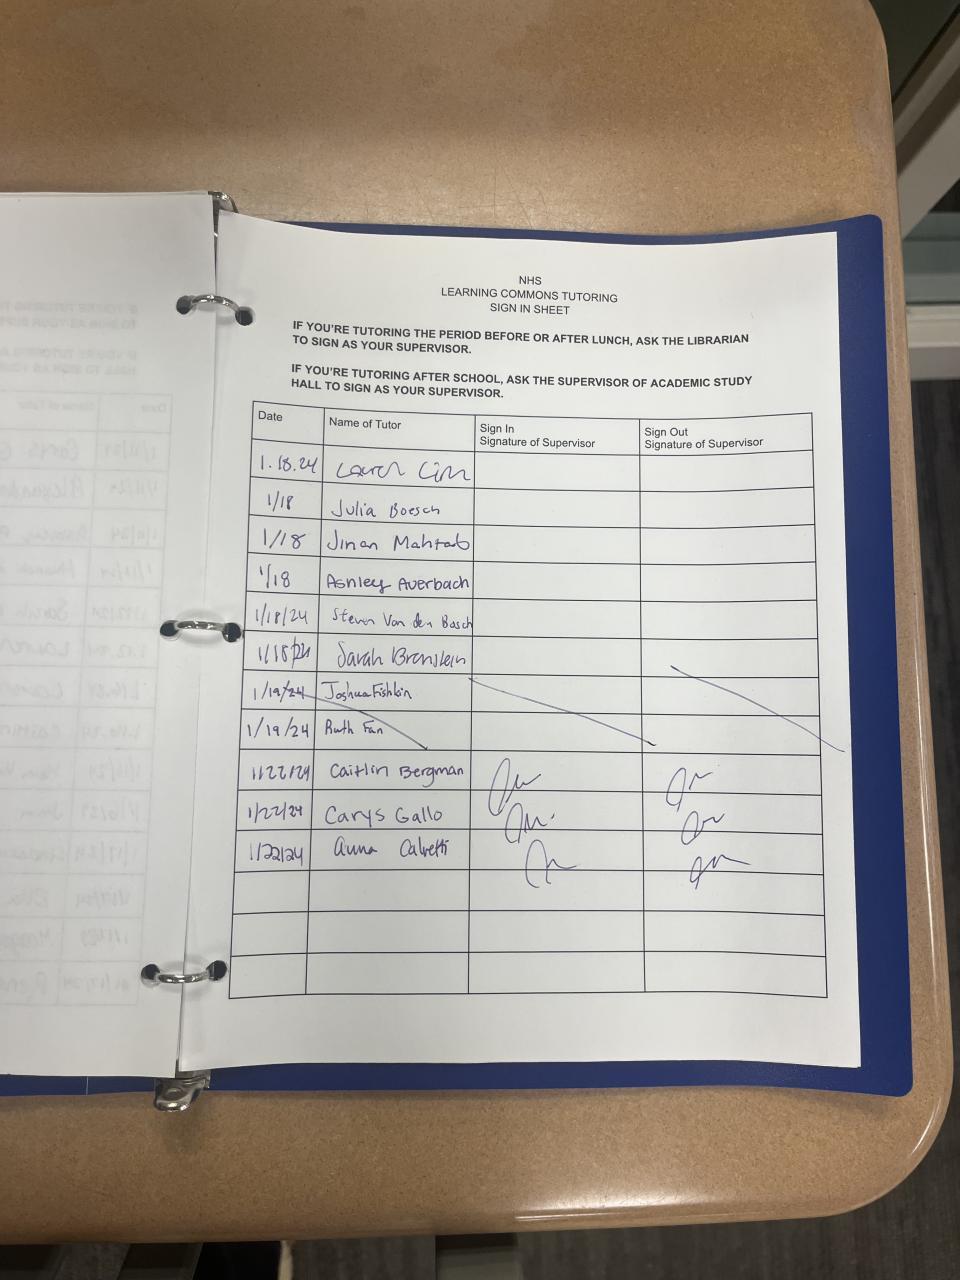 NHS
LEARNING COMMONS TUTORING
SIGN IN SHEET
IF YOU'RE TUTORING THE PERIOD BEFORE OR AFTER LUNCH, ASK THE LIBRARIAN
TO SIGN AS YOUR SUPERVISOR.
IF YOU'RE TUTORING AFTER SCHOOL, ASK THE SUPERVISOR OF ACADEMIC STUDY
HALL TO SIGN AS YOUR SUPERVISOR.
Date Name of Tutor Sign In Sign Out
Signature of Supervisor Signature of Supervisor
1.18.24 Lauren
1/18 Julia Boesch
1/18 Jinan Mahtab
1/18 Ashley Averbach
1/18/24 Steven Van den Bosch
1/18/24 Sarah Brenstein
1/19/24 Joshua Fishkin
1/19/24 Ruth Fan
1/22/24 Caitlin Bergman
1/22/24 Carys Gallo
1/22/24 Anna Calvetti